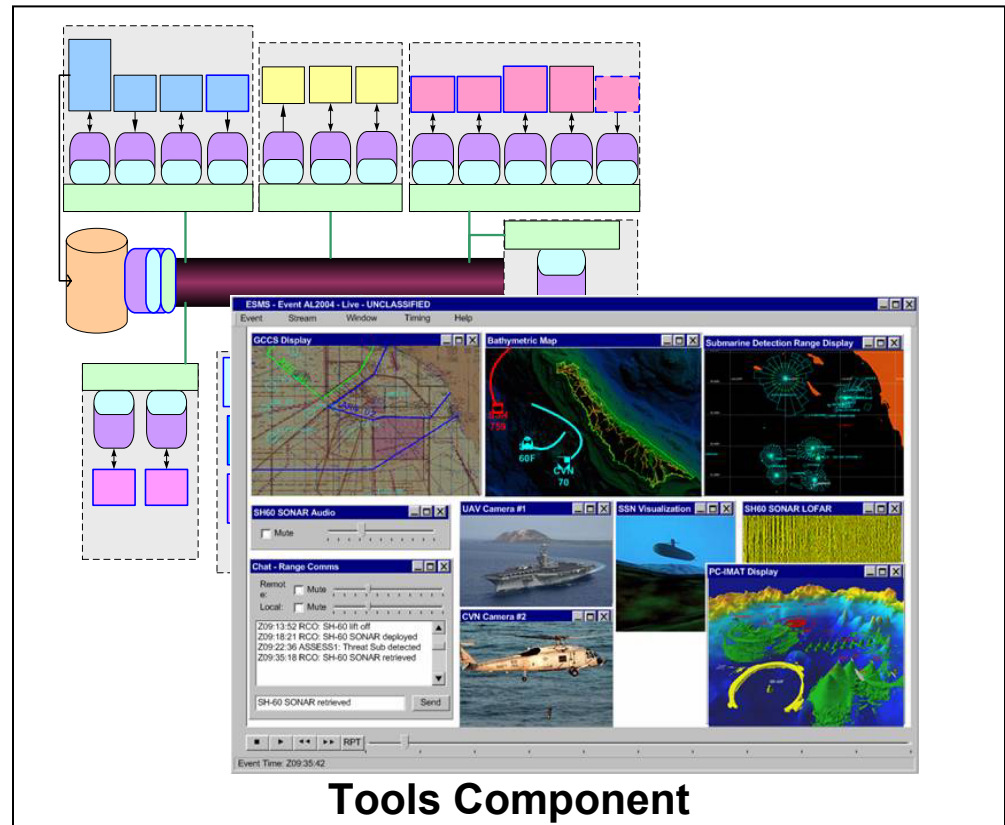 ESMS - Event AL2004 - Live - UNCLASSIFIED
Event Stream Window Timing Help
GCCS Display
Bathymetric Map
759
60F
CVN
70
Submarine Detection Range Display
SH60 SONAR Audio
Mute
Chat - Range Comms
Remot
e:
Mute
Local:
Mute
Z09:13:52 RCO: SH-60 lift off
Z09:18:21 RCO: SH-60 SONAR deployed
Z09:22:36 ASSESS1: Threat Sub detected
Z09:35:18 RCO: SH-60 SONAR retrieved
SH-60 SONAR retrieved
Send
UAV Camera #1
CVN Camera #2
SSN Visualization
SH60 SONAR LOFAR
PC-IMAT Display
RPT
Event Time: Z09:35:42
Tools Component